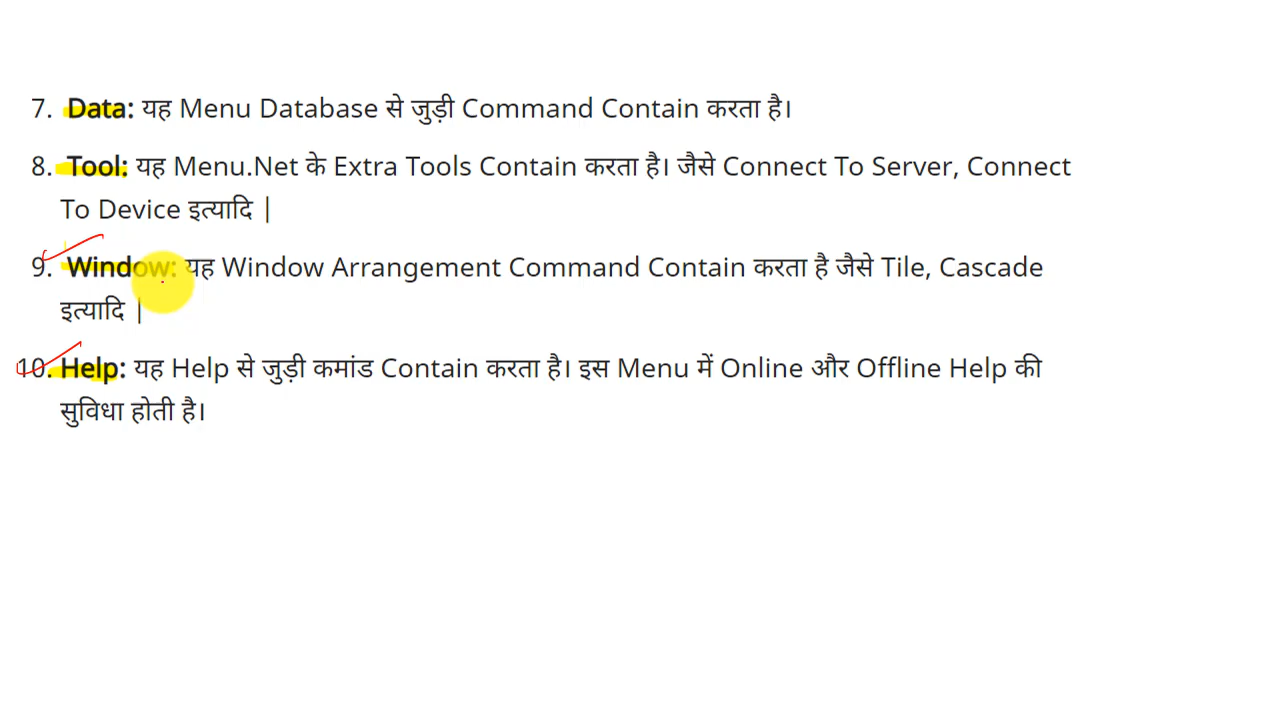 7. Data: यह Menu Database से जुड़ी Command Contain करता है।
8. Tool: यह Menu.Net के Extra Tools Contain करता है। जैसे Connect To Server, Connect
To Device इत्यादि |
9. Window: यह Window Arrangement Command Contain करता है जैसे Tile, Cascade
इत्यादि |
10. Help: यह Help से जुड़ी कमांड Contain करता है। इस Menu में Online और Offline Help की
सुविधा होती है।